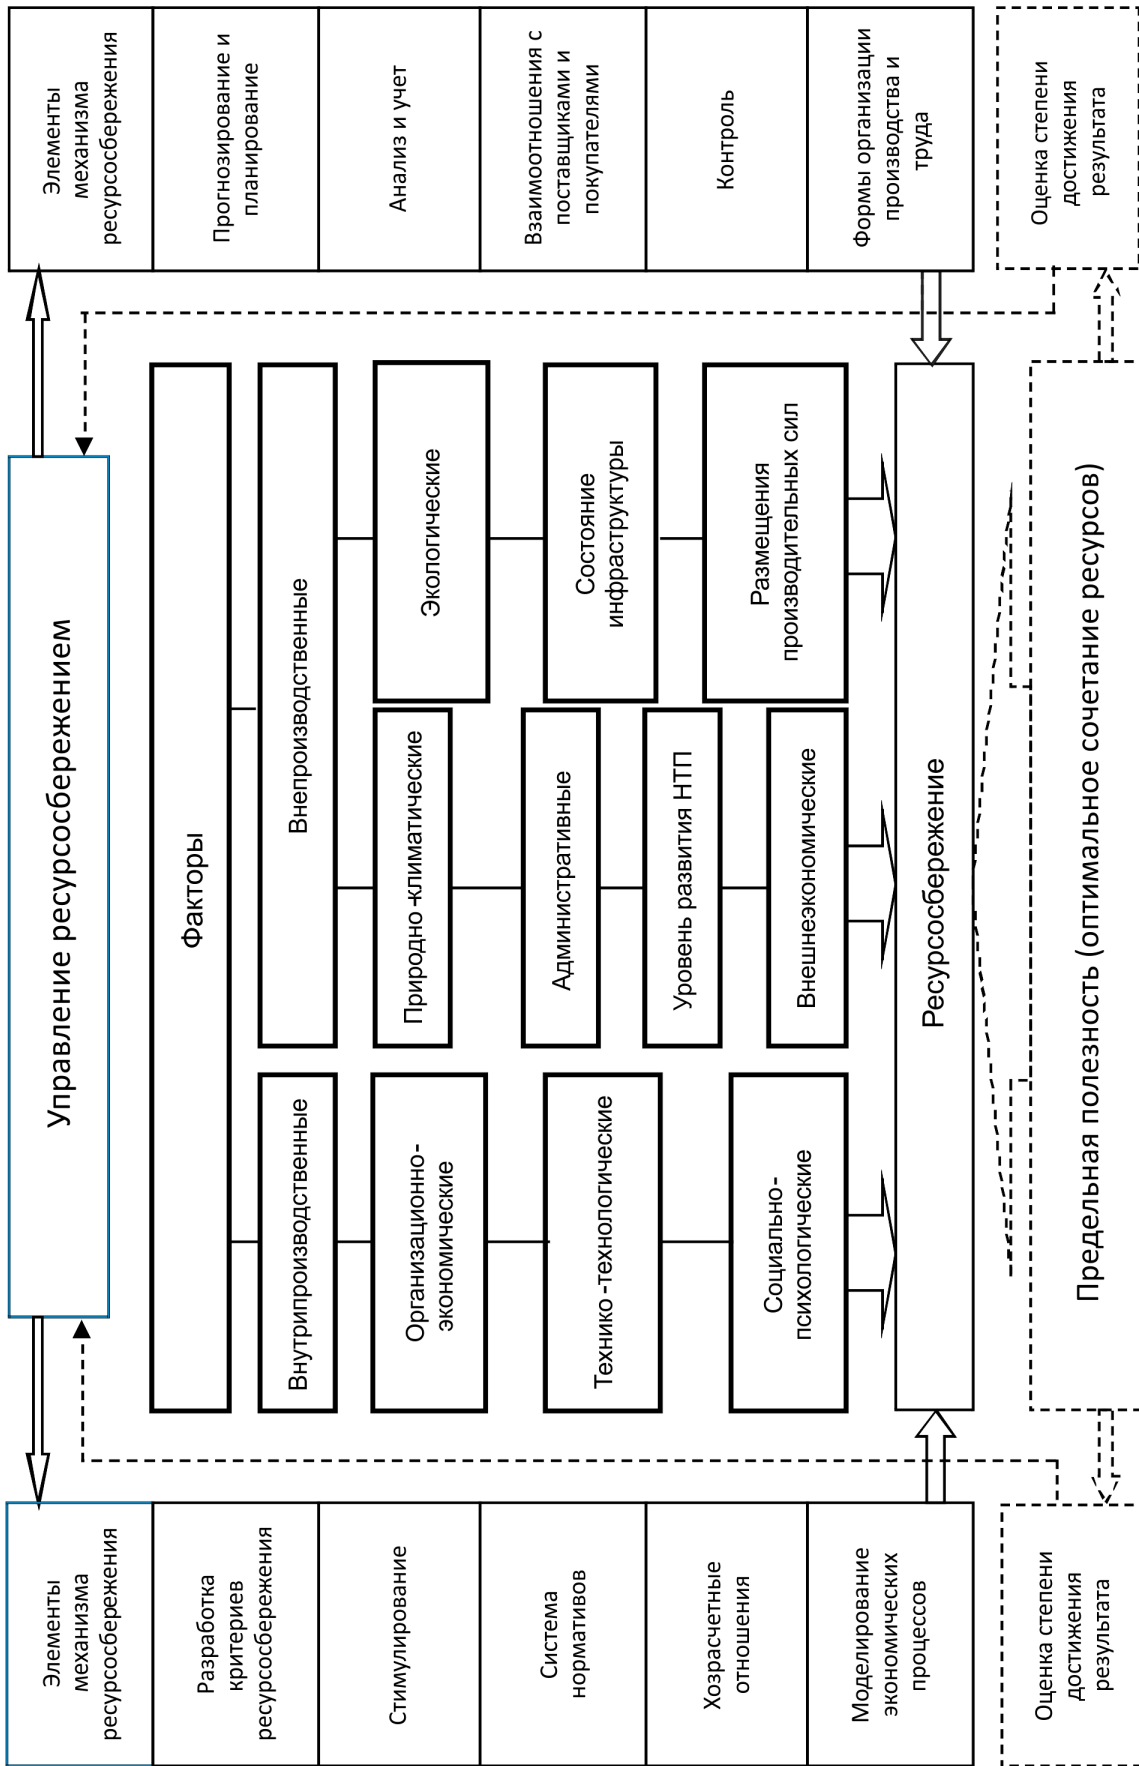 Управление ресурсосбережением
Элементы
механизма
ресурсосбережения
Разработка
критериев
ресурсосбережения
Стимулирование
Система
нормативов
Хозрасчетные
отношения
Моделирование
экономических
процессов
Оценка степени
достижения
результата
Факторы
Внутрипроизводственные
Организационно-
экономические
Технико-технологические
Социально-
психологические
Внепроизводственные
Природно-климатические
Административные
Уровень развития НТП
Внешнеэкономические
Экологические
Состояние
инфраструктуры
Размещения
производительных сил
Ресурсосбережение
Предельная полезность (оптимальное сочетание ресурсов)
Элементы
механизма
ресурсосбережения
Прогнозирование и
планирование
Анализ и учет
Взаимоотношения с
поставщиками и
покупателями
Контроль
Формы организации
производства и
труда
Оценка степени
достижения
результата